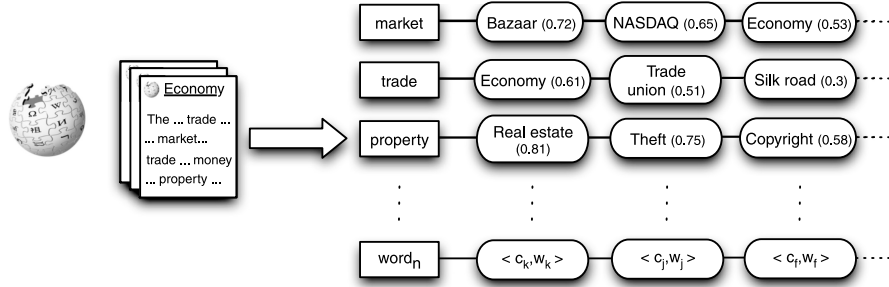 Economy
The ... trade ...
... market...
trade ... money
... property ...
market
Bazaar (0.72)
NASDAQ (0.65)
Economy (0.53)
trade
Economy (0.61)
Trade
union (0.51)
Silk road (0.3)
property
Real estate
(0.81)
Theft (0.75)
Copyright (0.58)
wordn
< ck,wk >
< cj,wj >
< cf,wf >